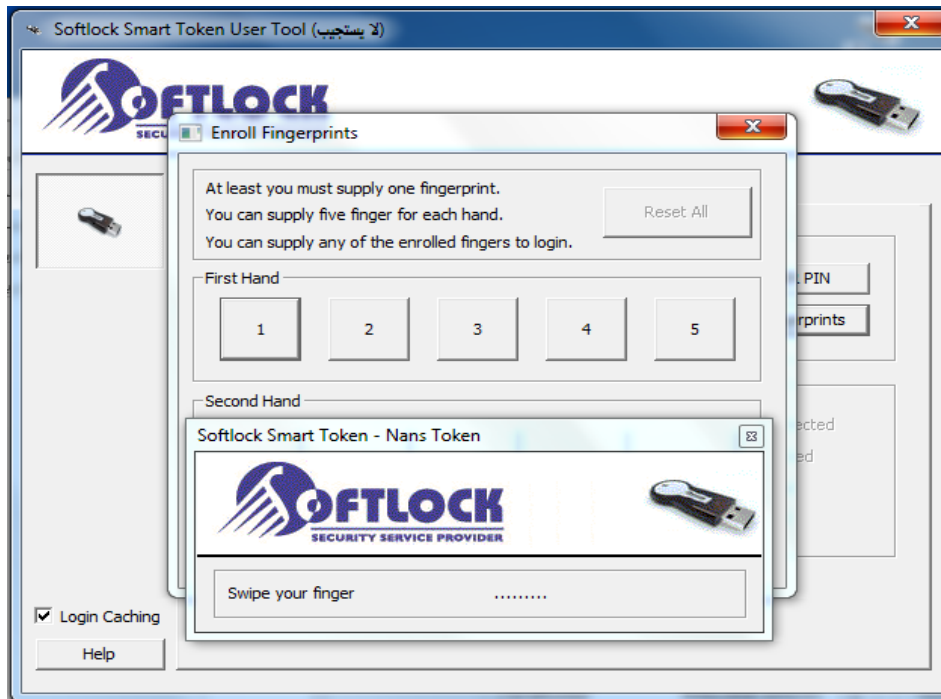 Softlock Smart Token User Tool (لا يستجيب)
SOFTLOCK
SECU
Enroll Fingerprints
At least you must supply one fingerprint.
You can supply five finger for each hand.
You can supply any of the enrolled fingers to login.
Reset All
First Hand
1 2 3 4 5
PIN
rprints
Second Hand
ected
ed
Softlock Smart Token - Nans Token
SOFTLOCK
SECURITY SERVICE PROVIDER
Swipe your finger .........
Login Caching
Help